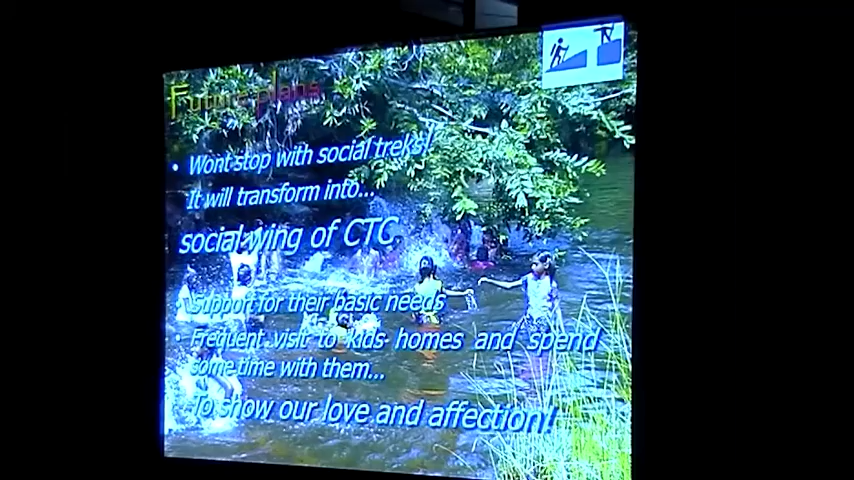 Future plans
• Wont stop with social treks!
It will transform into...
social wing of CTC
• Support for their basic needs
• Frequent visit to kids homes and spend
some time with them...
To show our love and affection!